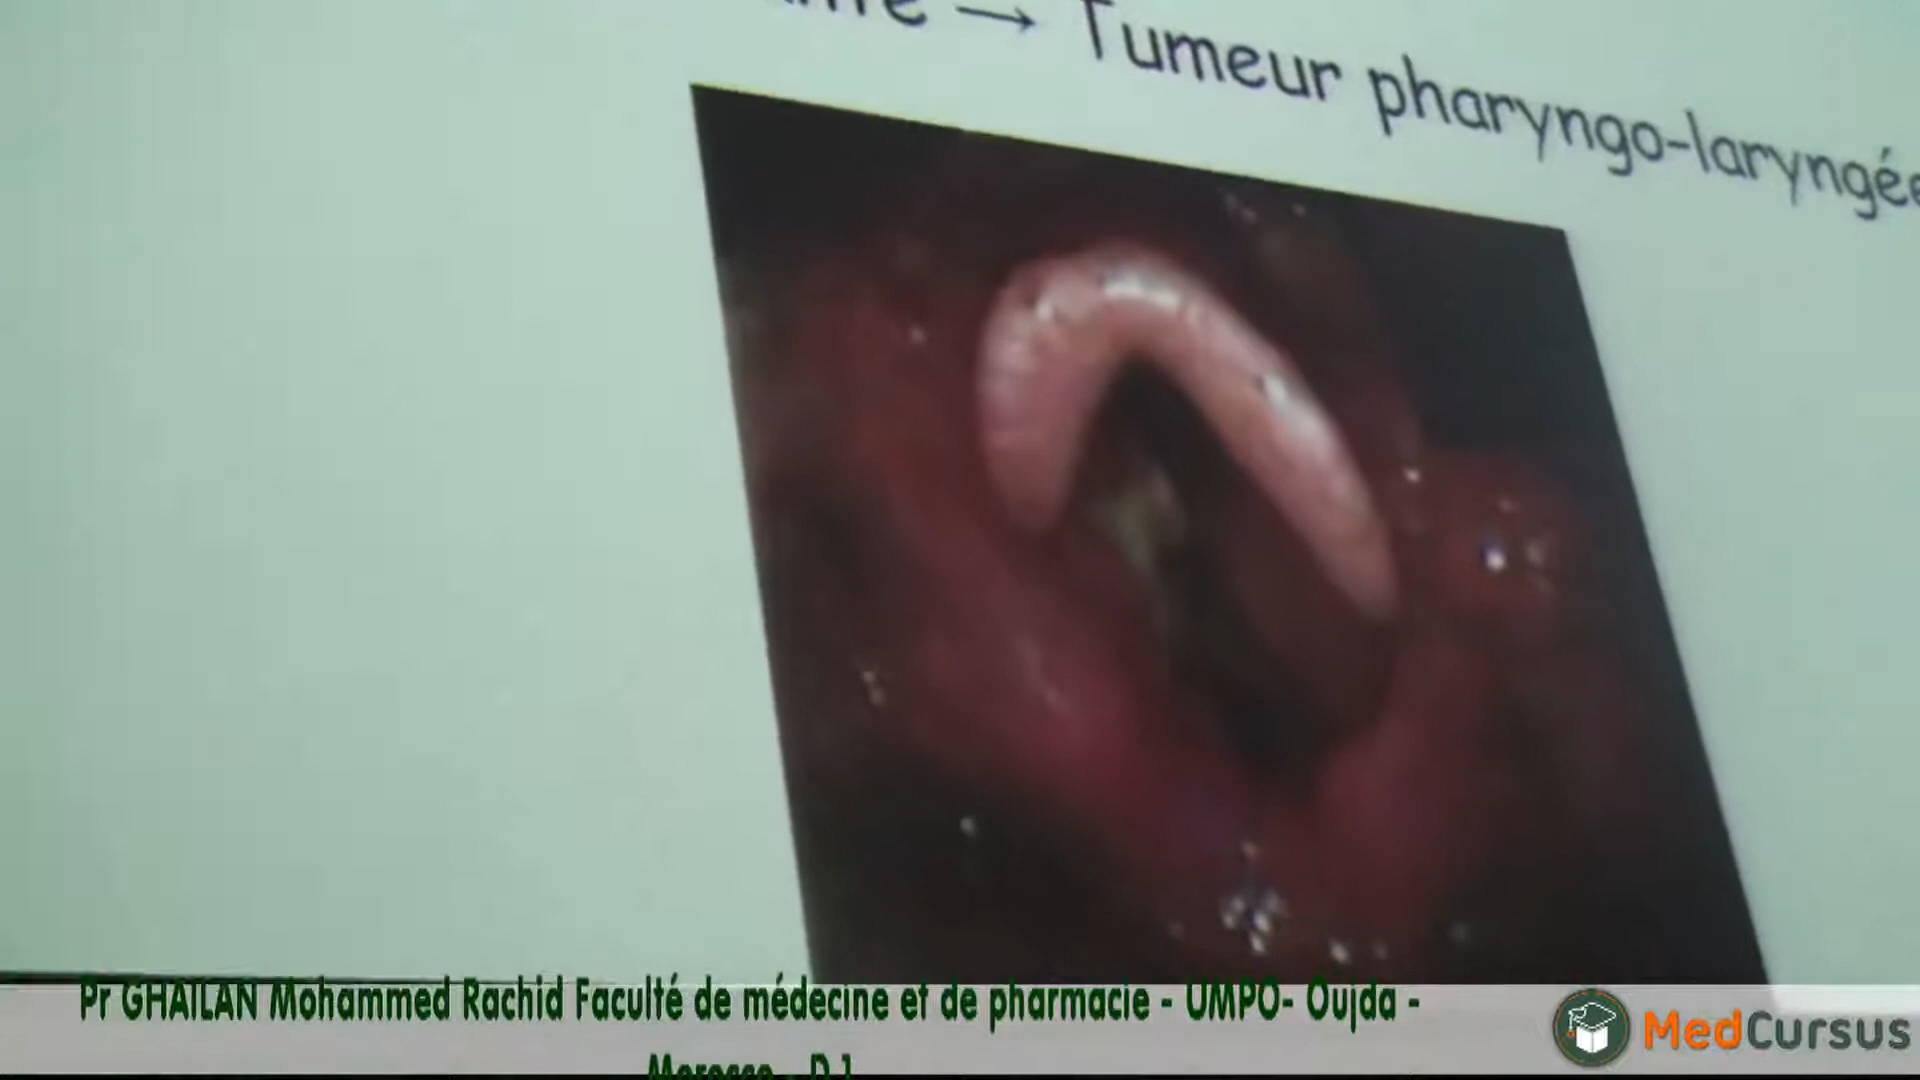 → Tumeur pharyngo-laryngée
Pr GHAILAN Mohammed Rachid Faculté de médecine et de pharmacie - UMPO- Oujda -
MedCursus